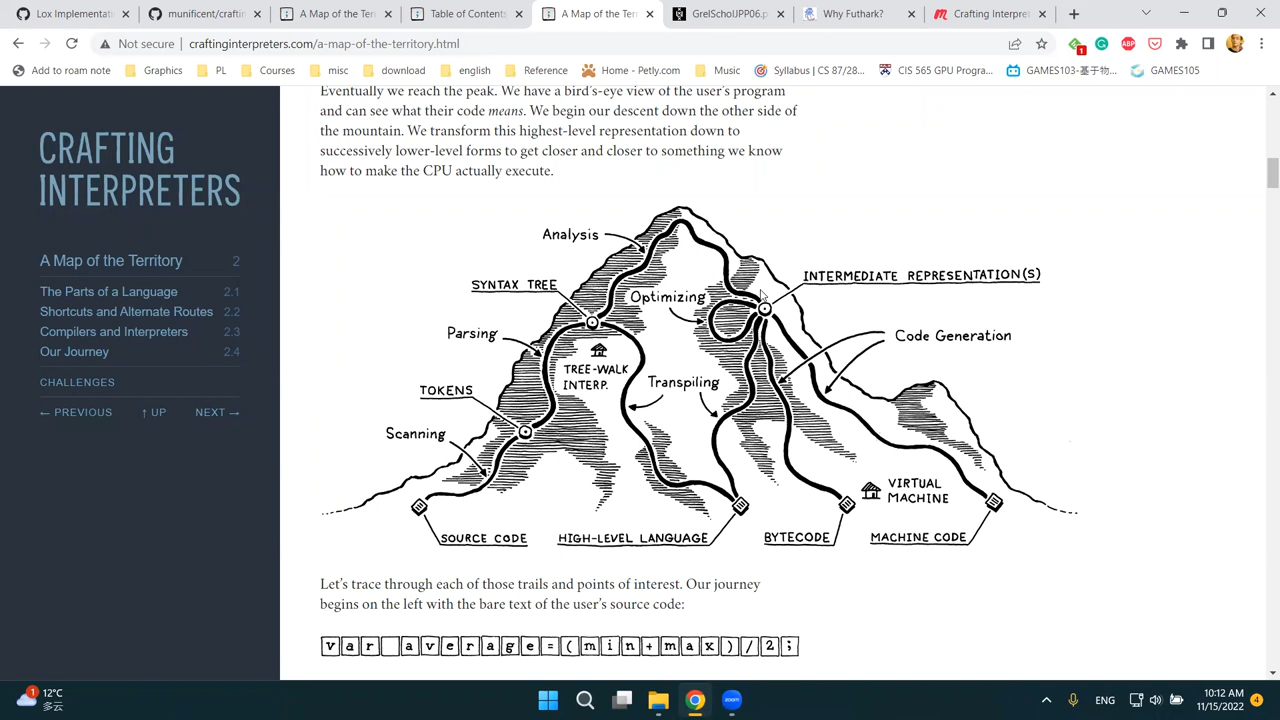 Lox Implementa
munificent/craftin
A Map of the Terr
Table of Contents
A Map of the Terr
GrelScholJPP06.p
Why Futhark?
Crafting Interpret
Not secure
craftinginterpreters.com/a-map-of-the-territory.html
1
Add to roam note
Graphics
PL
Courses
misc
download
english
Reference
Home - Petly.com
Music
Syllabus | CS 87/28...
CIS 565 GPU Progra...
GAMES103-基于物...
GAMES105
CRAFTING
INTERPRETERS
A Map of the Territory 2
The Parts of a Language 2.1
Shortcuts and Alternate Routes 2.2
Compilers and Interpreters 2.3
Our Journey 2.4
CHALLENGES
← PREVIOUS ↑ UP NEXT →
Eventually we reach the peak. We have a bird's-eye view of the user's program
and can see what their code means. We begin our descent down the other side of
the mountain. We transform this highest-level representation down to
successively lower-level forms to get closer and closer to something we know
how to make the CPU actually execute.
Analysis
SYNTAX TREE
Optimizing
INTERMEDIATE REPRESENTATION(S)
Parsing
Code Generation
TREE-WALK
INTERP.
Transpiling
TOKENS
Scanning
VIRTUAL
MACHINE
SOURCE CODE
HIGH-LEVEL LANGUAGE
BYTECODE
MACHINE CODE
Let's trace through each of those trails and points of interest. Our journey
begins on the left with the bare text of the user's source code:
var average=(min+max)/2;
1
12°C
多云
zoom
ENG
10:12 AM
11/15/2022
4